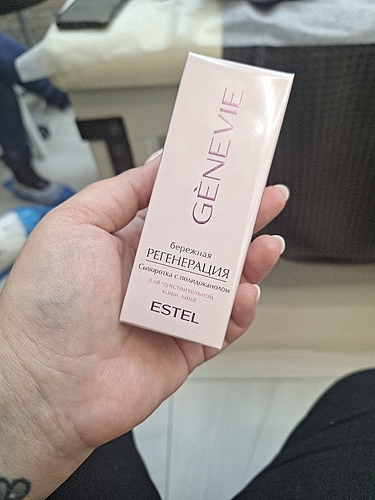 GÈNEVIE
бережная
РЕГЕНЕРАЦИЯ
Сыворотка с полидоканолом
для чувствительной
кожи лица
ESTEL